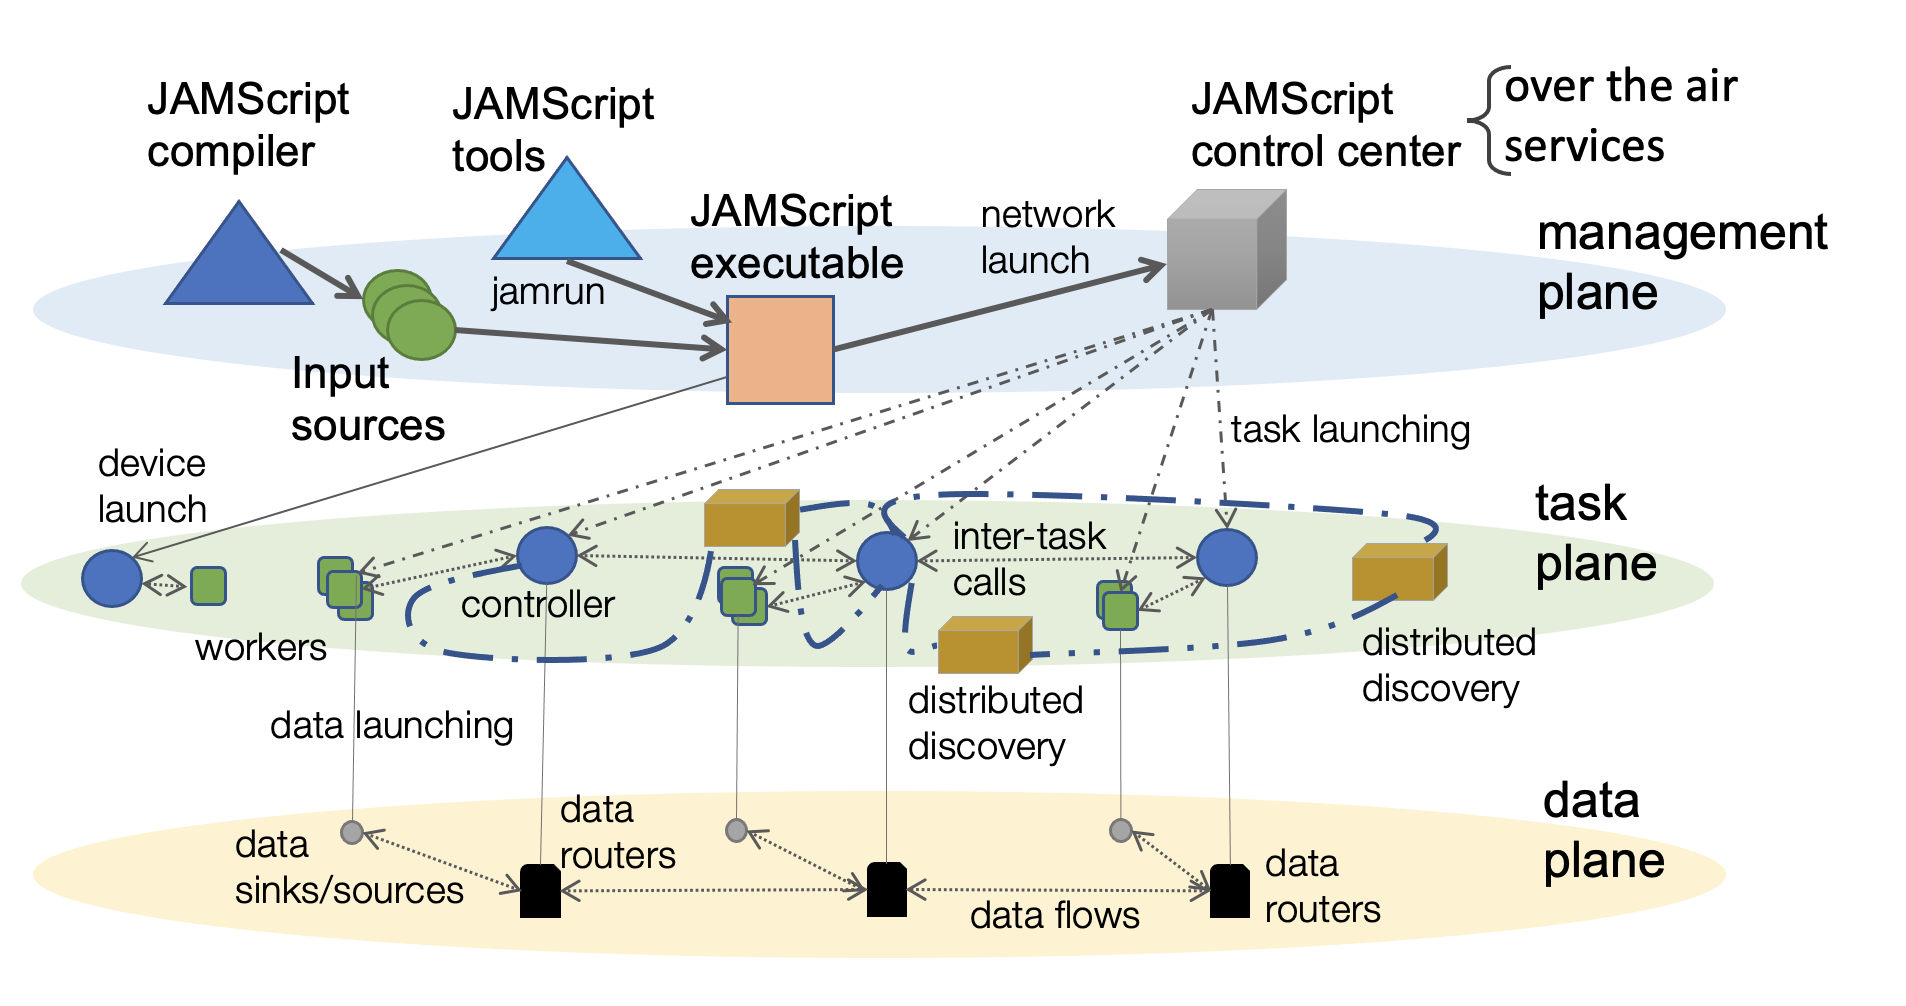 JAMScript
compiler
JAMScript
tools
JAMScript
control center
over the air
services
JAMScript
executable
network
launch
management
plane
jamrun
Input
sources
device
launch
task launching
task
plane
inter-task
calls
controller
workers
distributed
discovery
distributed
discovery
data launching
data
plane
data
routers
data
sinks/sources
data flows
data
routers